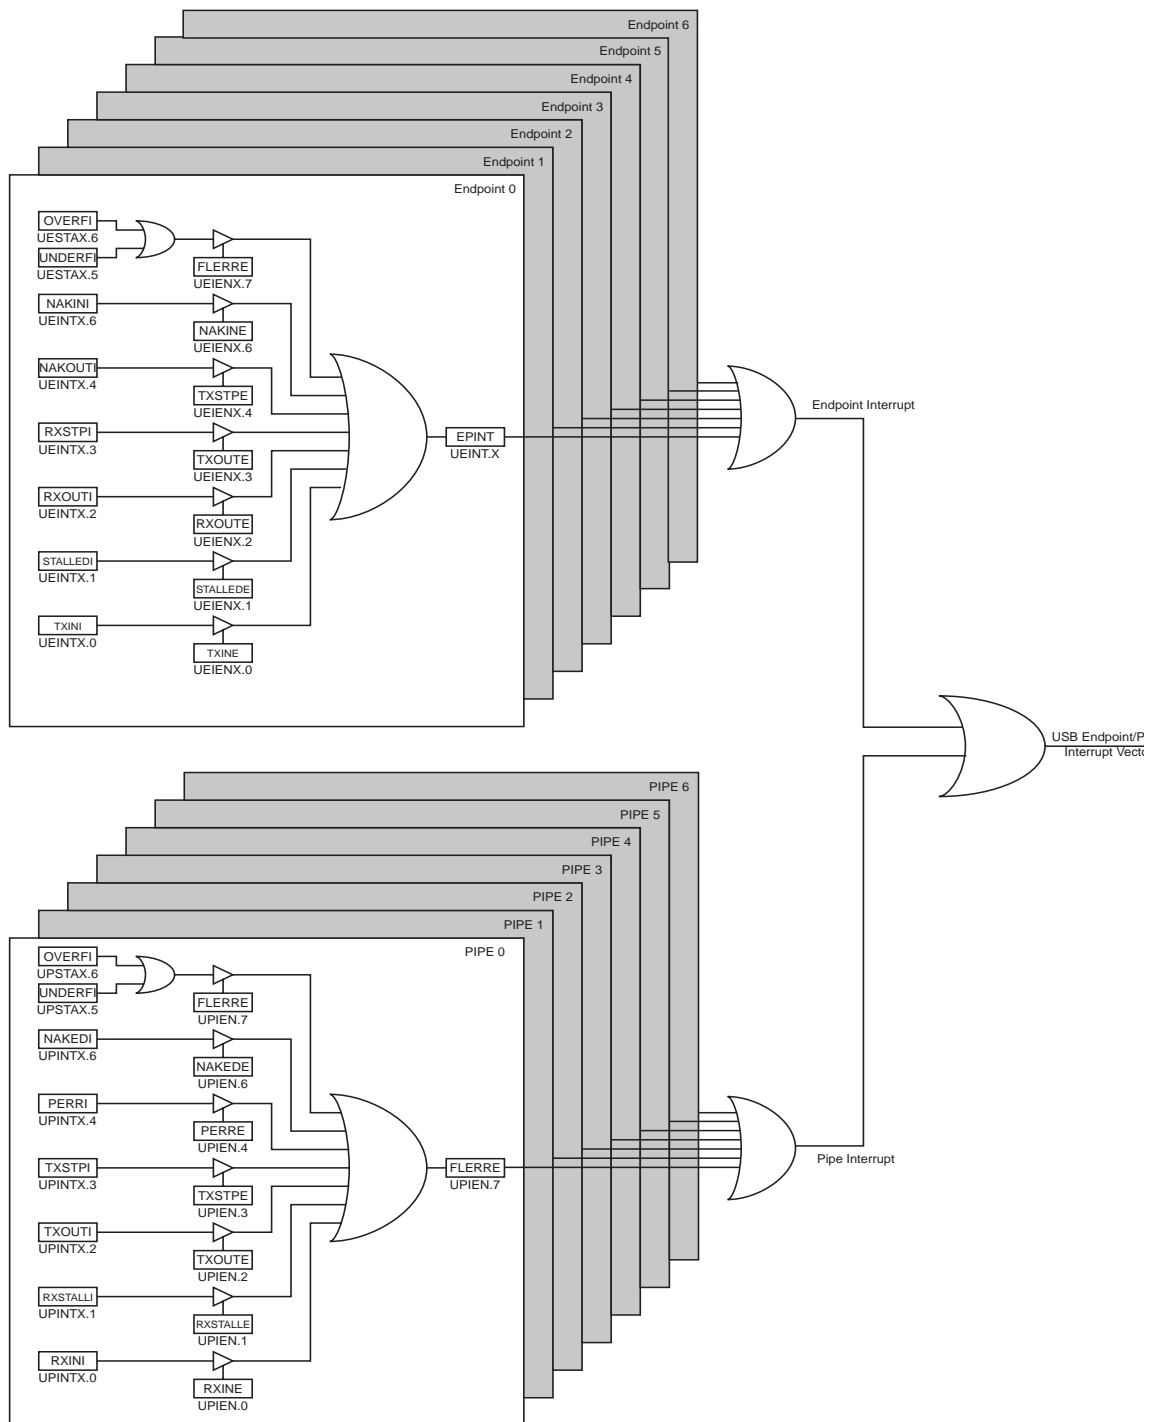 Endpoint 6
Endpoint 5
Endpoint 4
Endpoint 3
Endpoint 2
Endpoint 1
Endpoint 0
OVERFI
UESTAX.6
UNDERFI
UESTAX.5
FLERRE
UEIENX.7
NAKINI
UEINTX.6
NAKINE
UEIENX.6
NAKOUTI
UEINTX.4
TXSTPE
UEIENX.4
RXSTPI
UEINTX.3
TXOUTE
UEIENX.3
RXOUTI
UEINTX.2
RXOUTE
UEIENX.2
STALLEDI
UEINTX.1
STALLEDE
UEIENX.1
TXINI
UEINTX.0
TXINE
UEIENX.0
EPINT
UEINT.X
Endpoint Interrupt
USB Endpoint/P
Interrupt
PIPE 6
PIPE 5
PIPE 4
PIPE 3
PIPE 2
PIPE 1
PIPE 0
OVERFI
UPSTAX.6
UNDERFI
UPSTAX.5
FLERRE
UPIEN.7
NAKEDI
UPINTX.6
NAKEDE
UPIEN.6
PERRI
UPINTX.4
PERRE
UPIEN.4
TXSTPI
UPINTX.3
TXSTPE
UPIEN.3
TXOUTI
UPINTX.2
TXOUTE
UPIEN.2
RXSTALLI
UPINTX.1
RXSTALLE
UPIEN.1
RXINI
UPINTX.0
RXINE
UPIEN.0
FLERRE
UPIEN.7
Pipe Interrupt